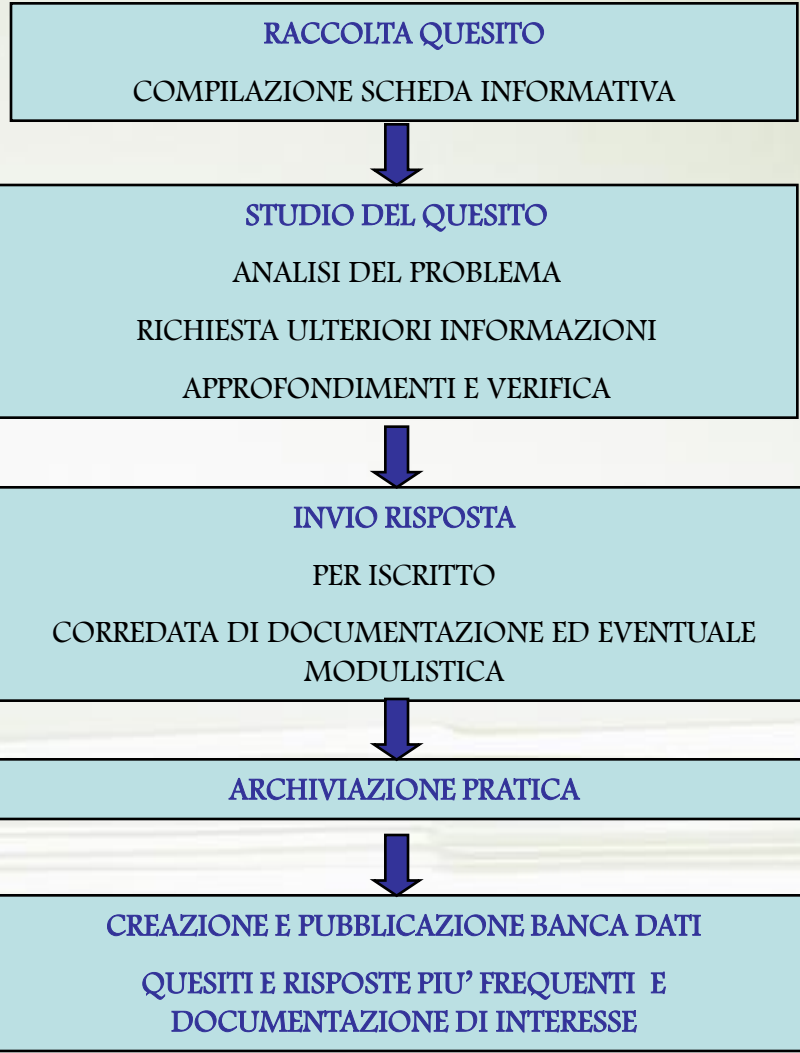 RACCOLTA QUESITO
COMPILAZIONE SCHEDA INFORMATIVA
STUDIO DEL QUESITO
ANALISI DEL PROBLEMA
RICHIESTA ULTERIORI INFORMAZIONI
APPROFONDIMENTI E VERIFICA
INVIO RISPOSTA
PER ISCRITTO
CORREDATA DI DOCUMENTAZIONE ED EVENTUALE
MODULISTICA
ARCHIVIAZIONE PRATICA
CREAZIONE E PUBBLICAZIONE BANCA DATI
QUESITI E RISPOSTE PIU’ FREQUENTI E
DOCUMENTAZIONE DI INTERESSE